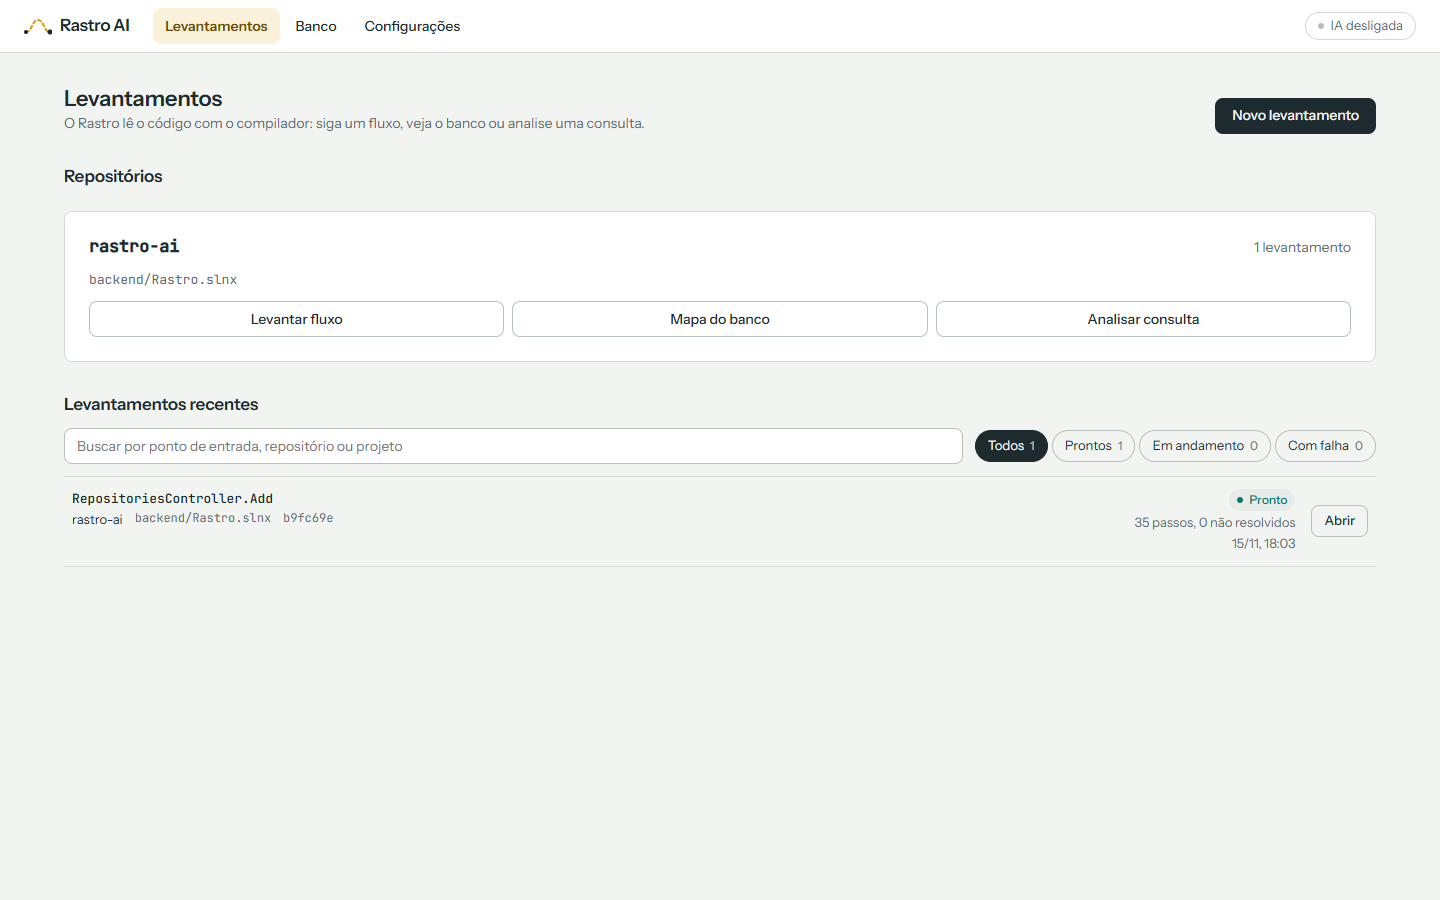 Rastro AI
Levantamentos
Banco
Configurações
IA desligada
Levantamentos
O Rastro lê o código com o compilador: siga um fluxo, veja o banco ou analise uma consulta.
Novo levantamento
Repositórios
rastro-ai
1 levantamento
backend/Rastro.slnx
Levantar fluxo
Mapa do banco
Analisar consulta
Levantamentos recentes
Buscar por ponto de entrada, repositório ou projeto
Todos 1
Prontos 1
Em andamento 0
Com falha 0
RepositoriesController.Add
rastro-ai backend/Rastro.slnx b9fc69e
Pronto
35 passos, 0 não resolvidos
15/11, 18:03
Abrir